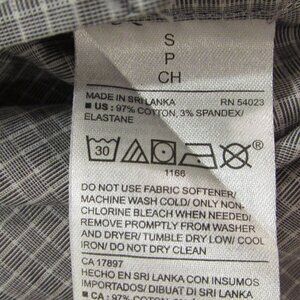 S
P
CH
MADE IN SRI LANKA RN 54023
■ US : 97% COTTON, 3% SPANDEX/
ELASTANE
30
1166
DO NOT USE FABRIC SOFTENER/
MACHINE WASH COLD/ ONLY NON-
CHLORINE BLEACH WHEN NEEDED/
REMOVE PROMPTLY FROM WASHER
AND DRYER/ TUMBLE DRY LOW/ COOL
IRON/ DO NOT DRY CLEAN
CA 17897
HECHO EN SRI LANKA CON INSUMOS
IMPORTADOS/ DIBUAT DI SRI LANKA
■ CA : 97% COTTON